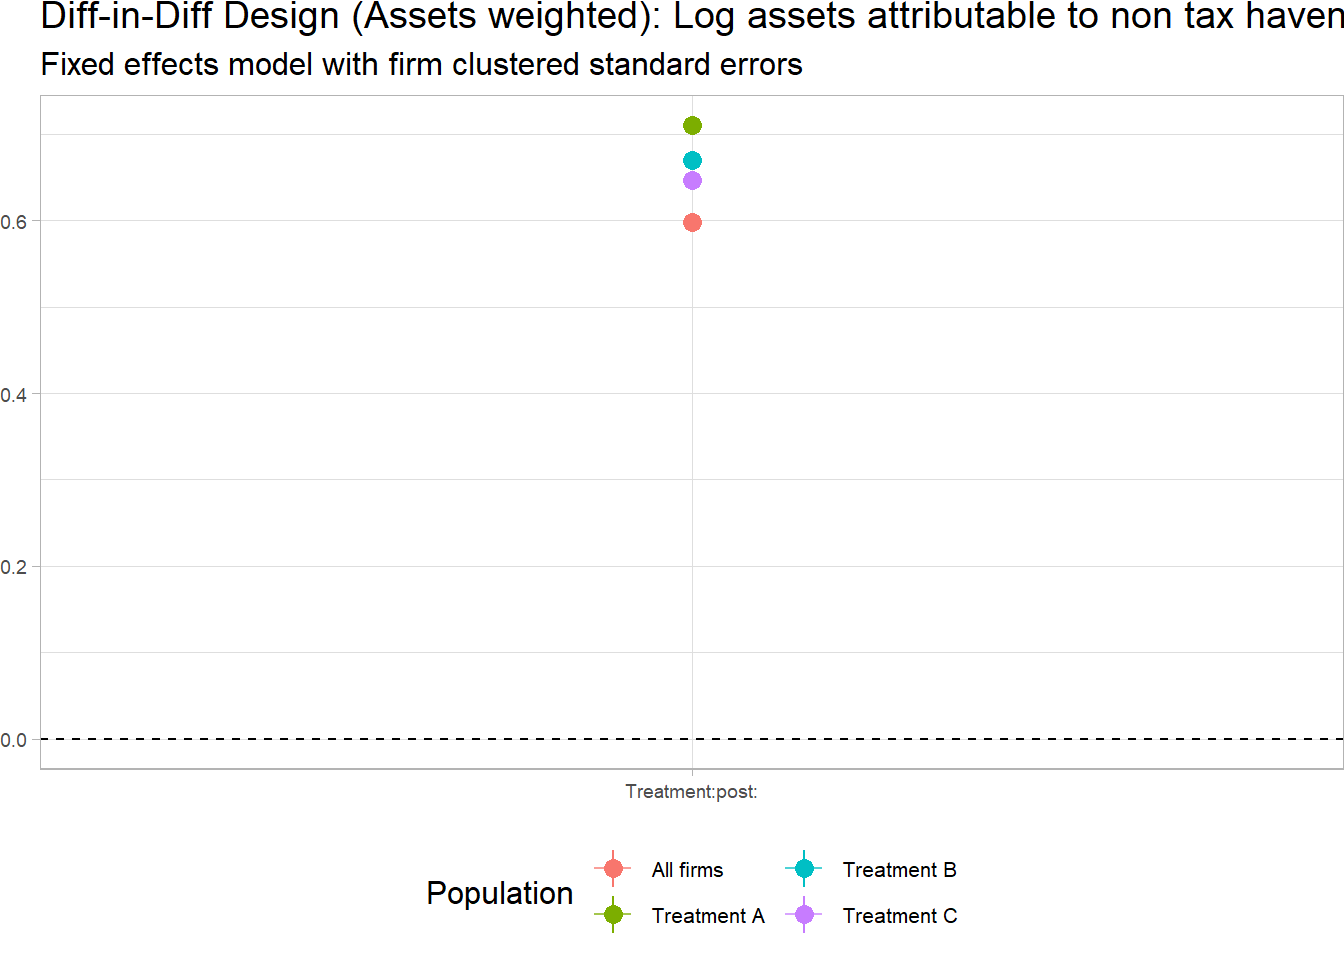 Diff-in-Diff Design (Assets weighted): Log assets attributable to non tax haven
Fixed effects model with firm clustered standard errors
0.6
0.4
0.2
0.0
Treatment:post:
Population
All firms
Treatment B
Treatment A
Treatment C